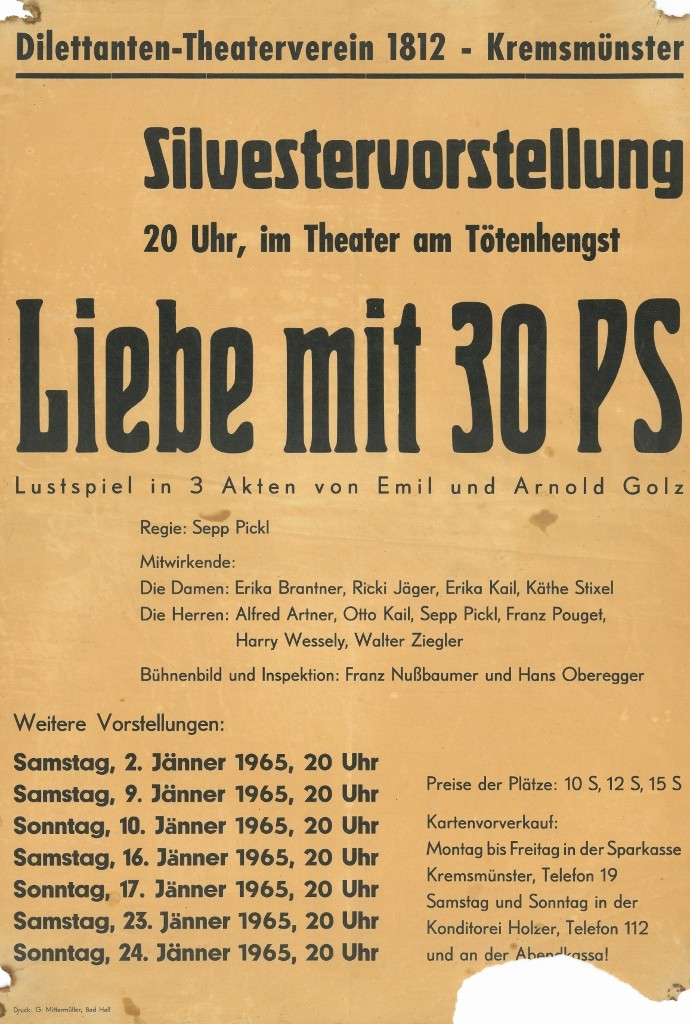 Dilettanten-Theaterverein 1812 - Kremsmünster
Silvestervorstellung
20 Uhr, im Theater am Tötenhengst
Liebe mit 30 PS
Lustspiel in 3 Akten von Emil und Arnold Golz
Regie: Sepp Pickl
Mitwirkende:
Die Damen: Erika Brantner, Ricki Jäger, Erika Kail, Käthe Stixel
Die Herren: Alfred Artner, Otto Kail, Sepp Pickl, Franz Pouget,
Harry Wessely, Walter Ziegler
Bühnenbild und Inspektion: Franz Nußbaumer und Hans Oberegger
Weitere Vorstellungen:
Samstag, 2. Jänner 1965, 20 Uhr
Samstag, 9. Jänner 1965, 20 Uhr
Sonntag, 10. Jänner 1965, 20 Uhr
Samstag, 16. Jänner 1965, 20 Uhr
Sonntag, 17. Jänner 1965, 20 Uhr
Samstag, 23. Jänner 1965, 20 Uhr
Sonntag, 24. Jänner 1965, 20 Uhr
Preise der Plätze: 10 S, 12 S, 15 S
Kartenvorverkauf:
Montag bis Freitag in der Sparkasse
Kremsmünster, Telefon 19
Samstag und Sonntag in der
Konditorei Holzer, Telefon 112
und an der Abendkassa!
Druck: G. Mittermüller, Bad Hall